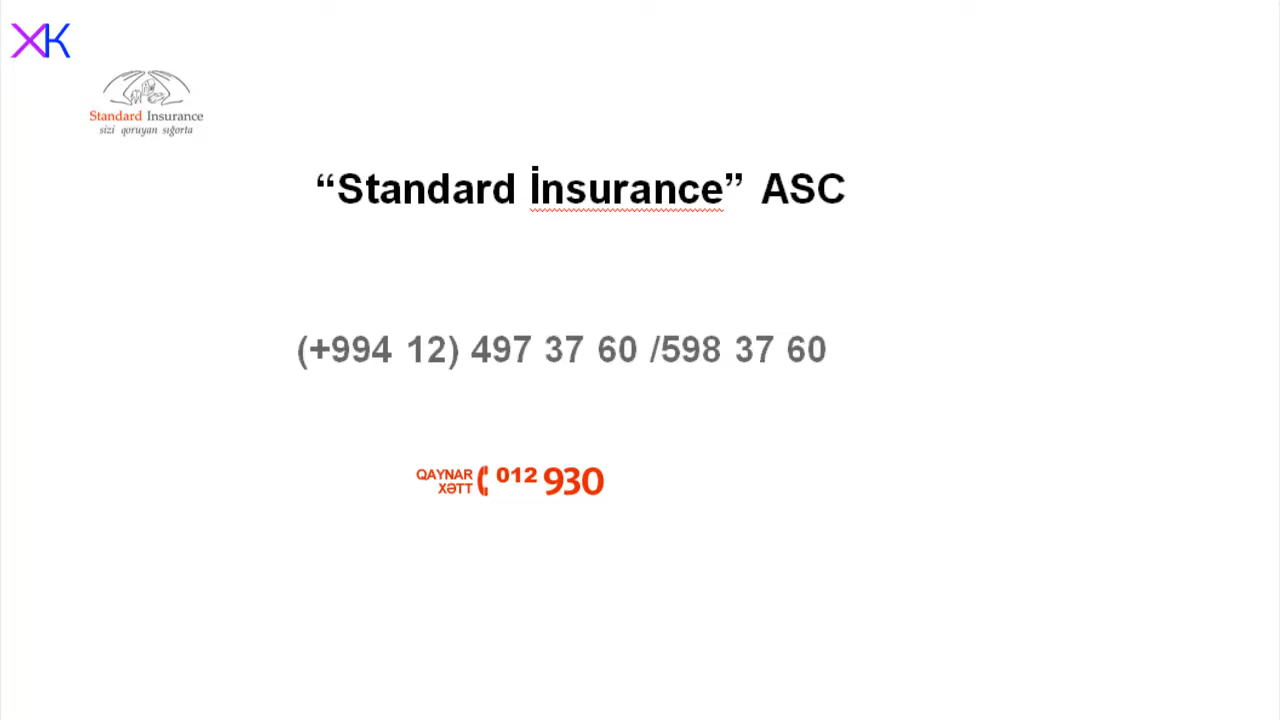 XK
Standard Insurance
sizi qoruyan sığorta
“Standard İnsurance” ASC
(+994 12) 497 37 60 /598 37 60
QAYNAR XƏTT 012 930